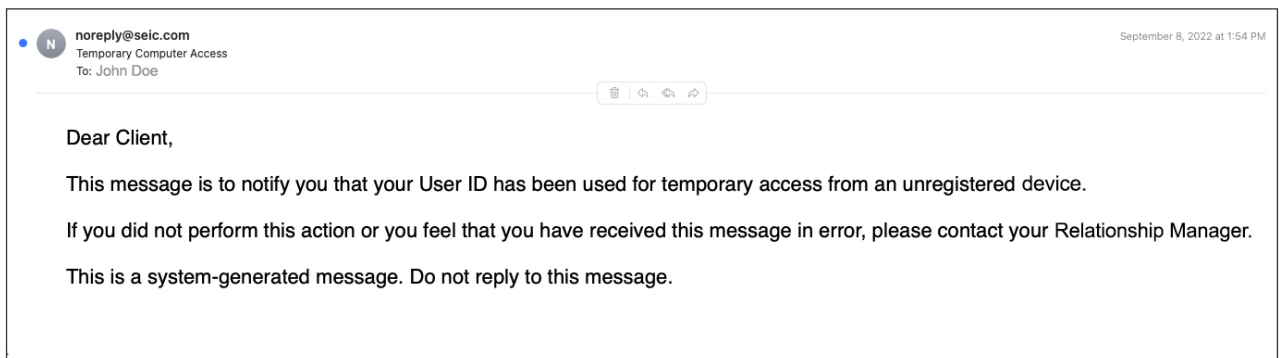 N
noreply@seic.com
September 8, 2022 at 1:54 PM
Temporary Computer Access
To: John Doe
Dear Client,
This message is to notify you that your User ID has been used for temporary access from an unregistered device.
If you did not perform this action or you feel that you have received this message in error, please contact your Relationship Manager.
This is a system-generated message. Do not reply to this message.